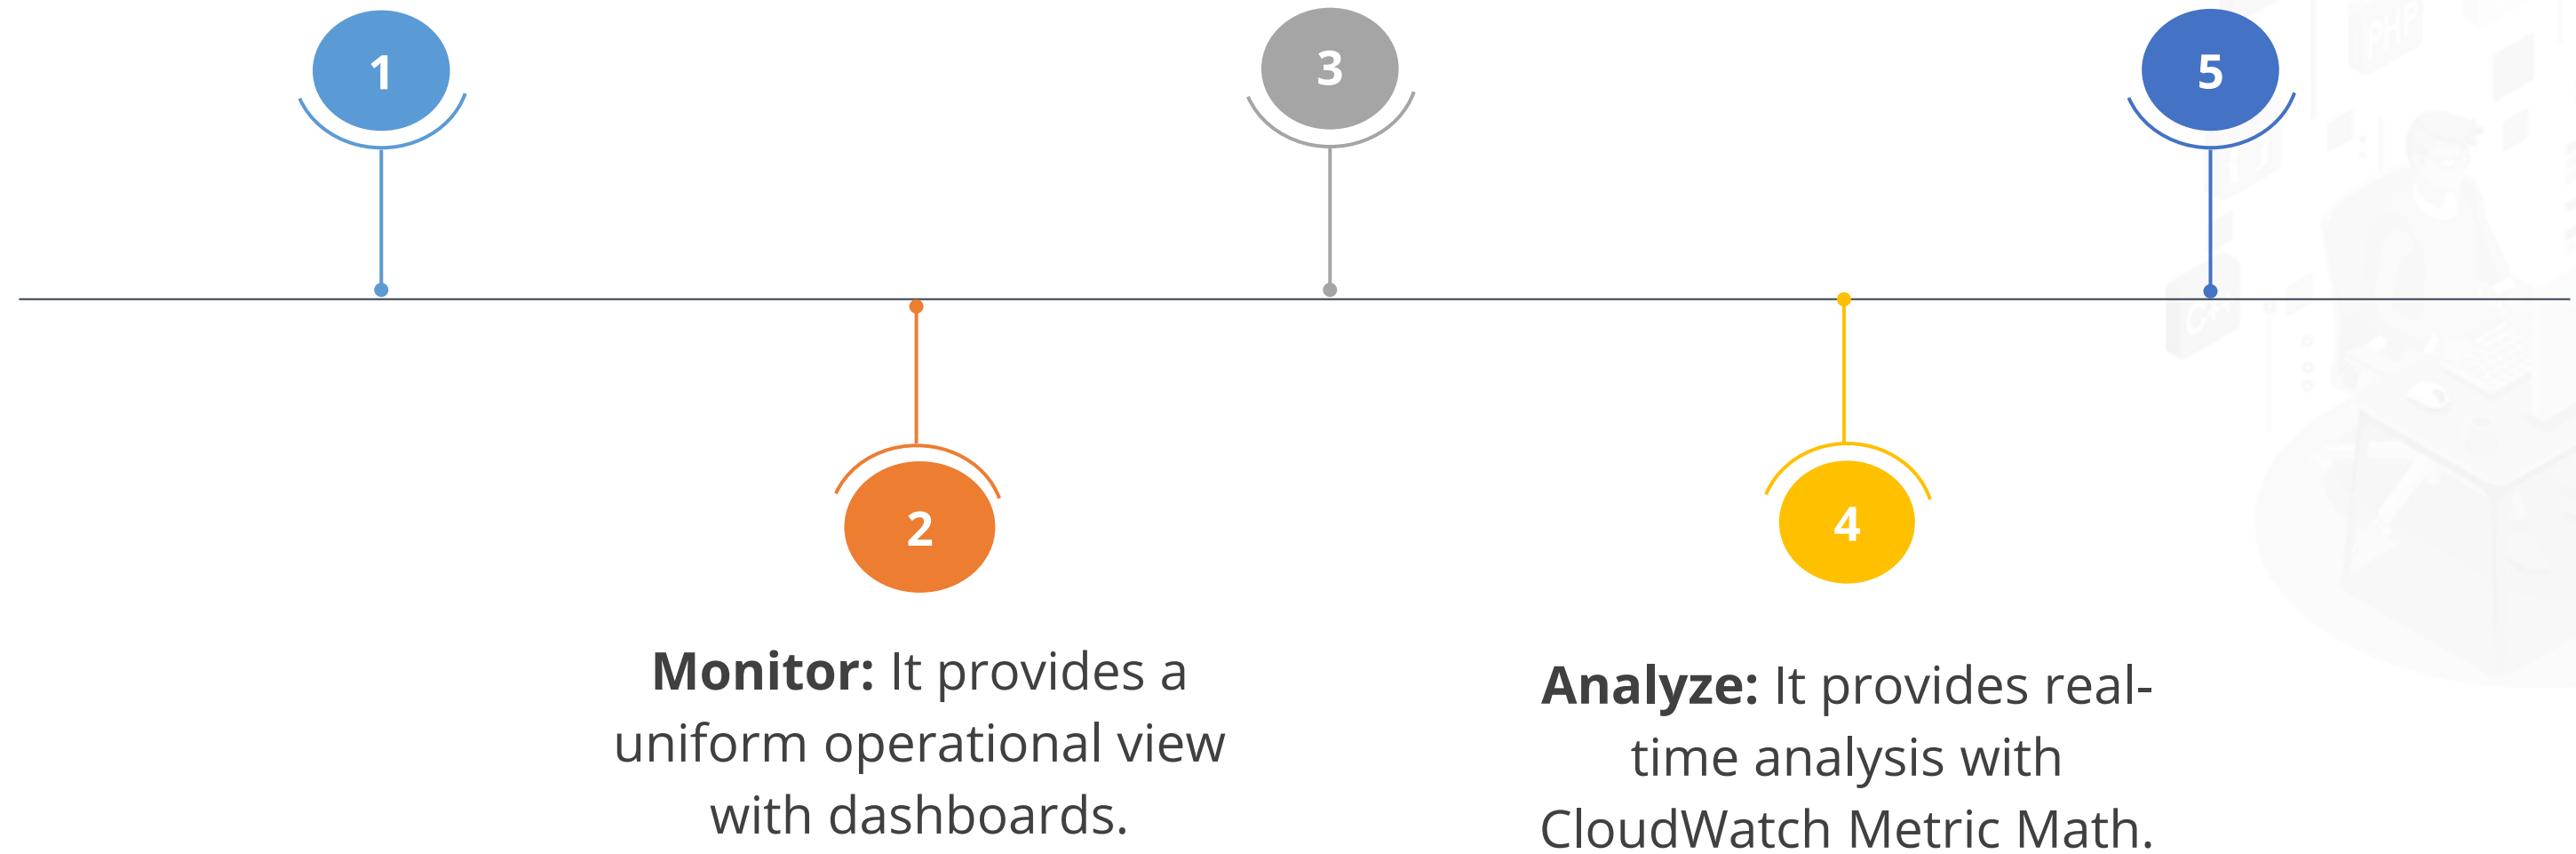 1
3
5
2
4
Monitor: It provides a
uniform operational view
with dashboards.
Analyze: It provides real-
time analysis with
CloudWatch Metric Math.
PHP
C++